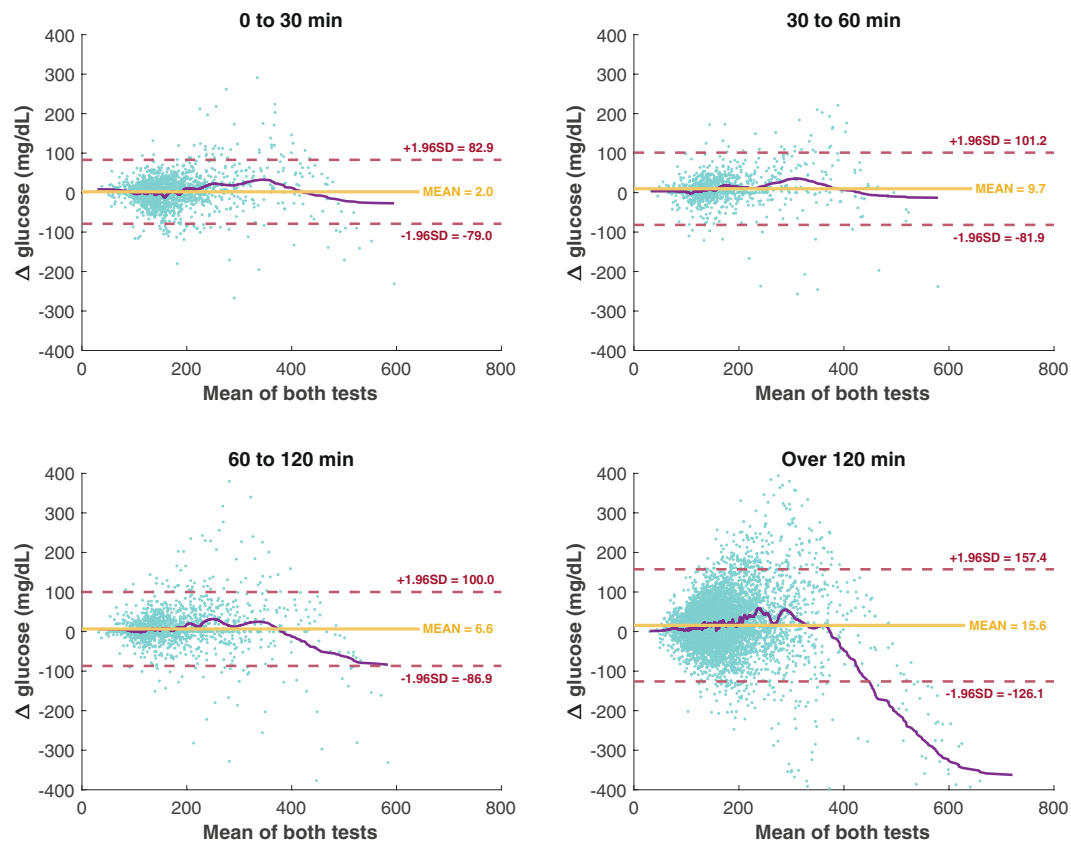 0 to 30 min
400
300
200
100
0
-100
-200
-300
-400
Δ glucose (mg/dL)
+1.96SD = 82.9
MEAN = 2.0
-1.96SD = -79.0
0 200 400 600 800
Mean of both tests
30 to 60 min
400
300
200
100
0
-100
-200
-300
-400
Δ glucose (mg/dL)
+1.96SD = 101.2
MEAN = 9.7
-1.96SD = -81.9
0 200 400 600 800
Mean of both tests
60 to 120 min
400
300
200
100
0
-100
-200
-300
-400
Δ glucose (mg/dL)
+1.96SD = 100.0
MEAN = 6.6
-1.96SD = -86.9
0 200 400 600 800
Mean of both tests
Over 120 min
400
300
200
100
0
-100
-200
-300
-400
Δ glucose (mg/dL)
+1.96SD = 157.4
MEAN = 15.6
-1.96SD = -126.1
0 200 400 600 800
Mean of both tests